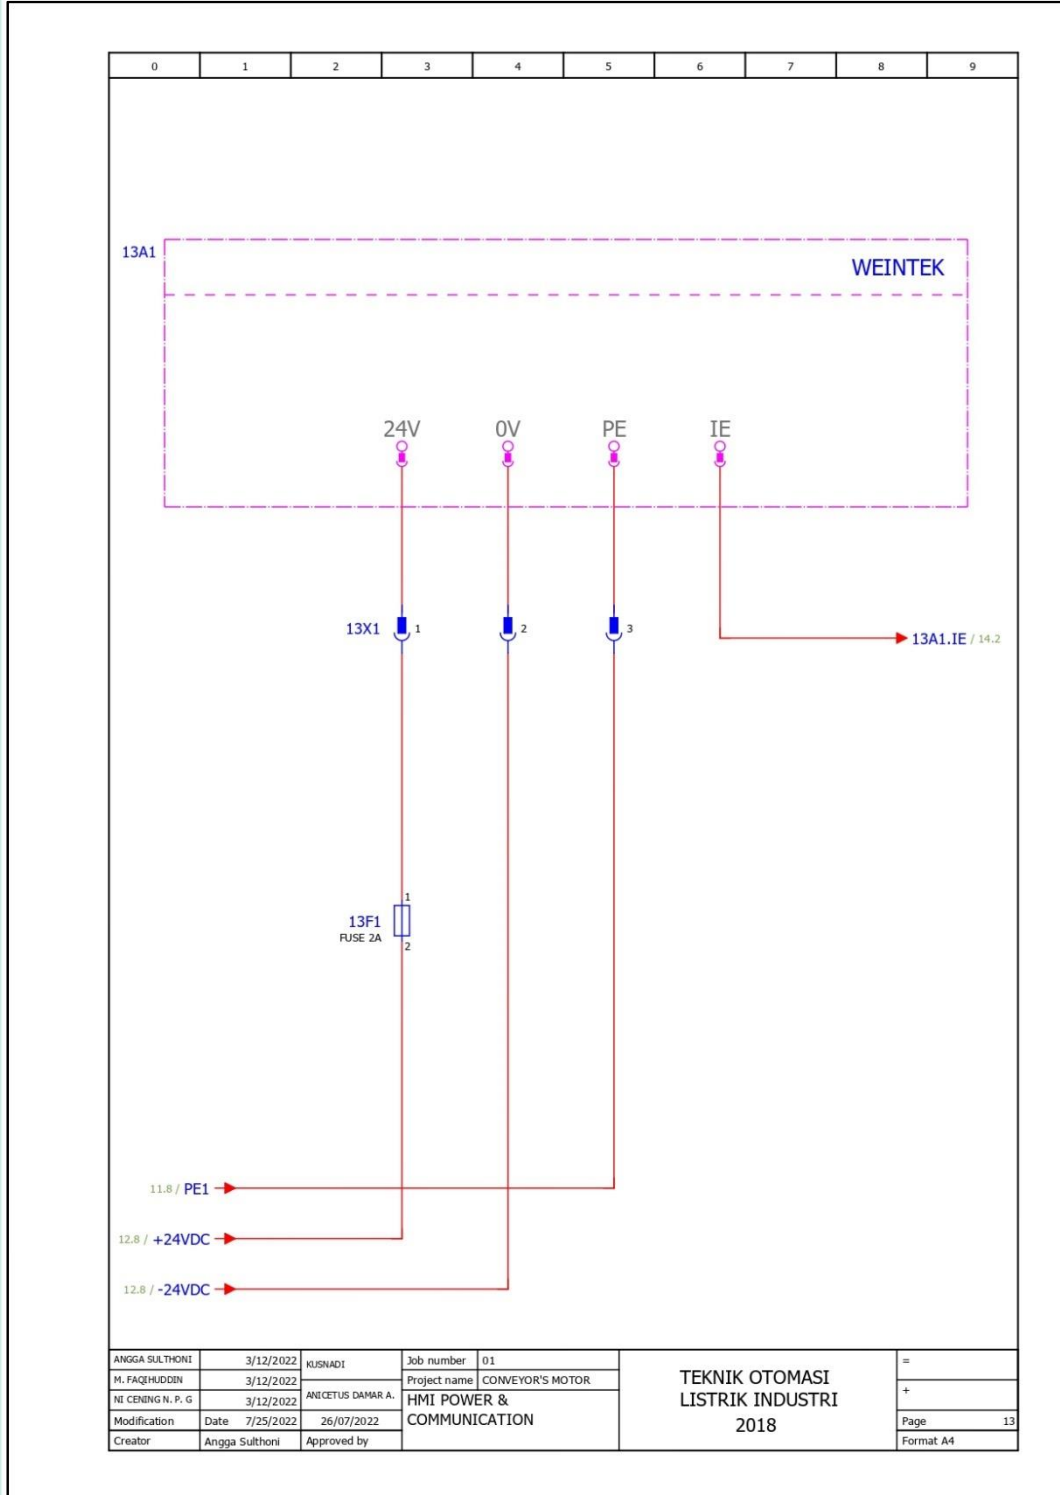 0 1 2 3 4 5 6 7 8 9
13A1
WEINTEK
24V 0V PE IE
13X1 1 2 3
13A1.IE / 14.2
1
13F1
FUSE 2A
2
11.8 / PE1
12.8 / +24VDC
12.8 / -24VDC
ANGGA SULTHONI 3/12/2022
M. FAQIHUDDIN 3/12/2022
NI CENING N. P. G 3/12/2022
Modification Date 7/25/2022
Creator Angga Sulthoni
KUSNADI
ANICETUS DAMAR A.
26/07/2022
Approved by
Job number 01
Project name CONVEYOR'S MOTOR
HMI POWER &
COMMUNICATION
TEKNIK OTOMASI
LISTRIK INDUSTRI
2018
=
+
Page 13
Format A4